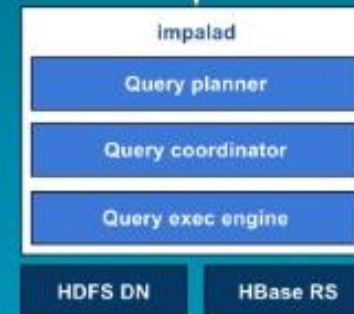 impalad
Query planner
Query coordinator
Query exec engine
HDFS DN HBase RS